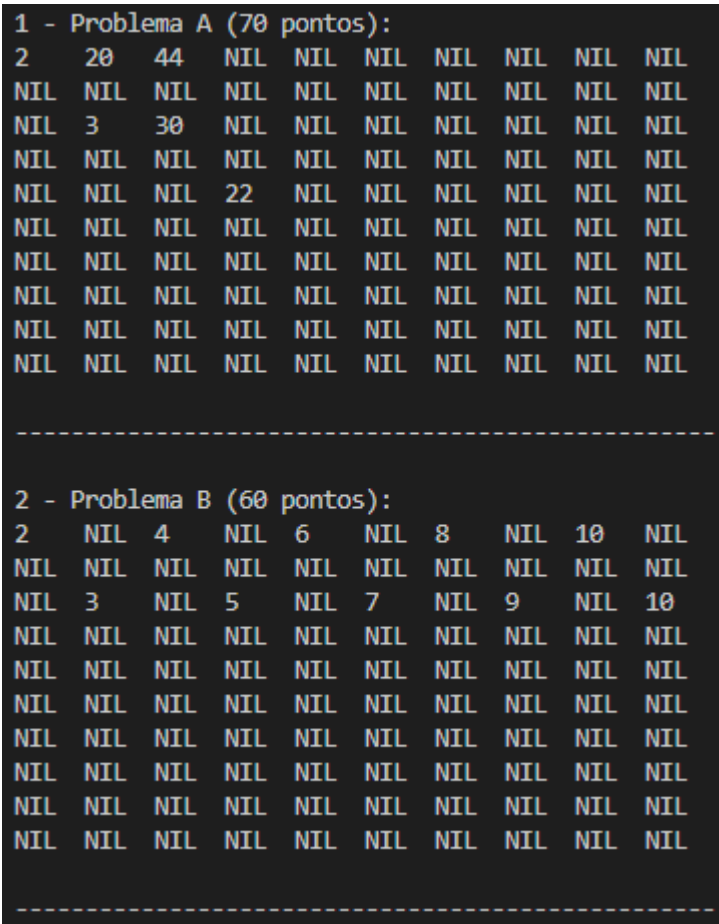 1 - Problema A (70 pontos):
2 20 44 NIL NIL NIL NIL NIL NIL NIL
NIL NIL NIL NIL NIL NIL NIL NIL NIL NIL
NIL 3 30 NIL NIL NIL NIL NIL NIL NIL
NIL NIL NIL NIL NIL NIL NIL NIL NIL NIL
NIL NIL NIL 22 NIL NIL NIL NIL NIL NIL
NIL NIL NIL NIL NIL NIL NIL NIL NIL NIL
NIL NIL NIL NIL NIL NIL NIL NIL NIL NIL
NIL NIL NIL NIL NIL NIL NIL NIL NIL NIL
NIL NIL NIL NIL NIL NIL NIL NIL NIL NIL
NIL NIL NIL NIL NIL NIL NIL NIL NIL NIL
--------------------------------------------------
2 - Problema B (60 pontos):
2 NIL 4 NIL 6 NIL 8 NIL 10 NIL
NIL NIL NIL NIL NIL NIL NIL NIL NIL NIL
NIL 3 NIL 5 NIL 7 NIL 9 NIL 10
NIL NIL NIL NIL NIL NIL NIL NIL NIL NIL
NIL NIL NIL NIL NIL NIL NIL NIL NIL NIL
NIL NIL NIL NIL NIL NIL NIL NIL NIL NIL
NIL NIL NIL NIL NIL NIL NIL NIL NIL NIL
NIL NIL NIL NIL NIL NIL NIL NIL NIL NIL
NIL NIL NIL NIL NIL NIL NIL NIL NIL NIL
NIL NIL NIL NIL NIL NIL NIL NIL NIL NIL
--------------------------------------------------